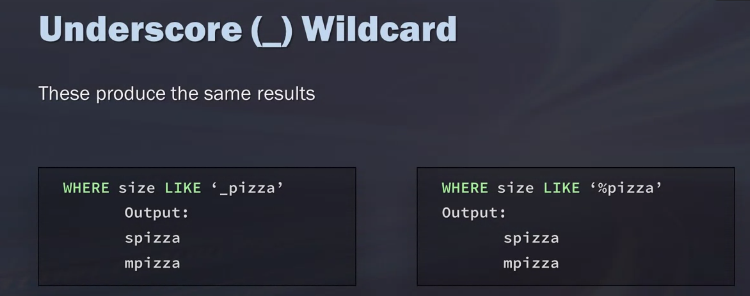 Underscore (_) Wildcard
These produce the same results
WHERE size LIKE ‘_pizza’
Output:
spizza
mpizza
WHERE size LIKE ‘%pizza’
Output:
spizza
mpizza